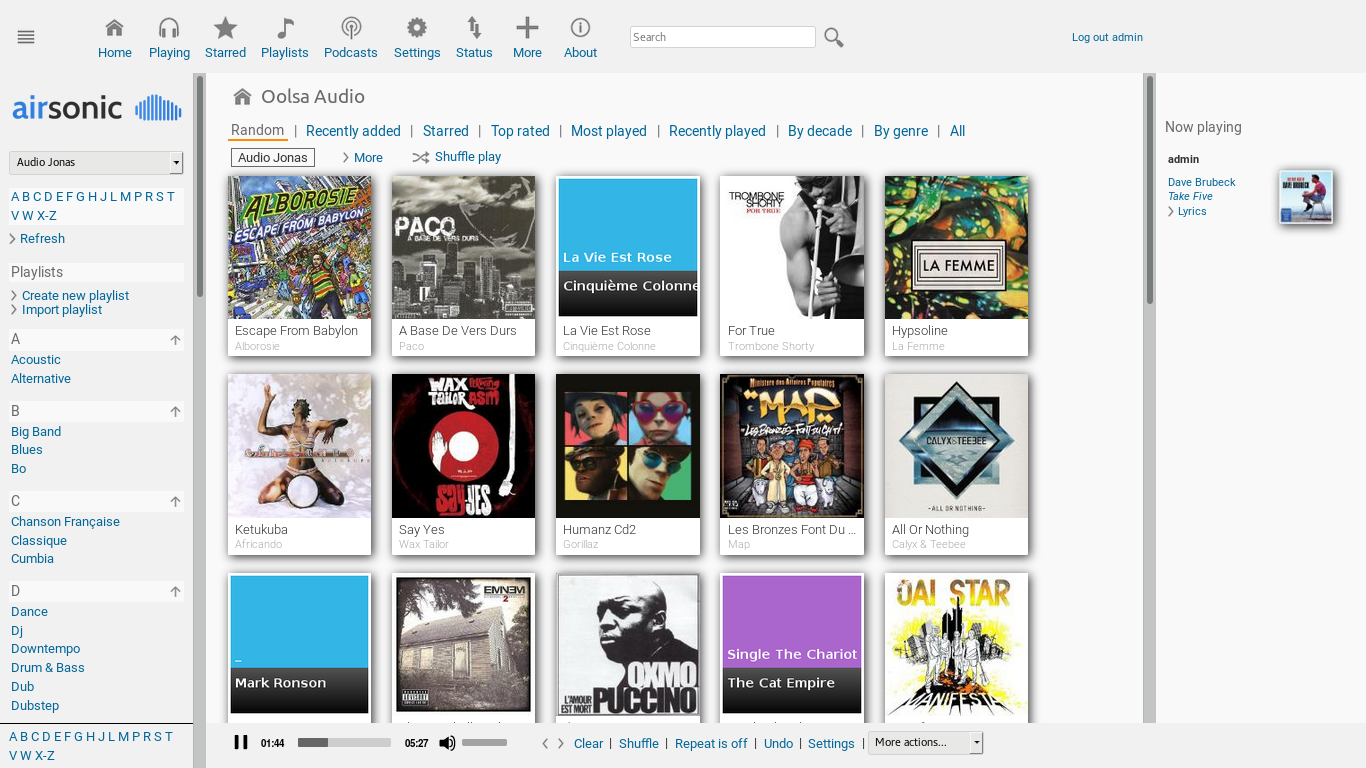 Home Playing Starred Playlists Podcasts Settings Status More About
Search
Log out admin
airsonic
Audio Jonas
A B C D E F G H J L M P R S T
V W X-Z
Refresh
Playlists
Create new playlist
Import playlist
A
Acoustic
Alternative
B
Big Band
Blues
Bo
C
Chanson Française
Classique
Cumbia
D
Dance
Dj
Downtempo
Drum & Bass
Dub
Dubstep
A B C D E F G H J L M P R S T
V W X-Z
Oolsa Audio
Random | Recently added | Starred | Top rated | Most played | Recently played | By decade | By genre | All
Audio Jonas More Shuffle play
ALBOROSIE
ESCAPE FROM BABYLON
Escape From Babylon
Alborosie
PACO
A BASE DE VERS DURS
A Base De Vers Durs
Paco
La Vie Est Rose
Cinquième Colonne
La Vie Est Rose
Cinquième Colonne
TROMBONE
SHORTY
FOR TRUE
For True
Trombone Shorty
LA FEMME
Hypsoline
La Femme
Ketukuba
Africando
WAX
TAILOR
ASM
SAY YES
Say Yes
Wax Tailor
Humanz Cd2
Gorillaz
Ministère des Affaires Populaires
MAP
LES BRONZÉS FONT DU CH'TI
Les Bronzes Font Du ...
Map
CALYX&TEEBEE
-ALL OR NOTHING-
All Or Nothing
Calyx & Teebee
_
Mark Ronson
EMINEM
2
L'AMOUR
EST MORT
OXMO
PUCCINO
Single The Chariot
The Cat Empire
OAI STAR
MANIFESTE
Now playing
admin
Dave Brubeck
Take Five
Lyrics
DAVE BRUBECK
01:44 05:27
Clear | Shuffle | Repeat is off | Undo | Settings | More actions...